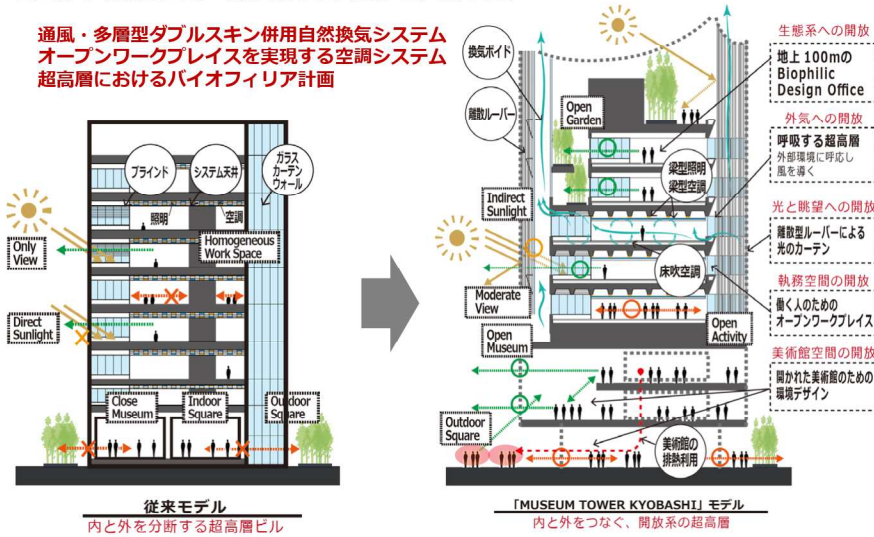 通風・多層型ダブルスキン併用自然換気システム
オープンワークプレイスを実現する空調システム
超高層におけるバイオフィリア計画
ブラインド
システム天井
ガラス
カーテン
ウォール
照明
空調
Only
View
Homogeneous
Work Space
Direct
Sunlight
Close
Museum
Indoor
Square
Outdoor
Square
従来モデル
内と外を分断する超高層ビル
換気ボイド
離散ルーバー
Open
Garden
梁型照明
梁型空調
Indirect
Sunlight
床吹空調
Moderate
View
Open
Museum
Open
Activity
Outdoor
Square
美術館の
排熱利用
「MUSEUM TOWER KYOBASHI」モデル
内と外をつなぐ、開放系の超高層
生態系への開放
地上 100mの
Biophilic
Design Office
外気への開放
呼吸する超高層
外部環境に呼応し
風を導く
光と眺望への開放
離散型ルーバーによる
光のカーテン
執務空間の開放
働く人のための
オープンワークプレイス
美術館空間の開放
開かれた美術館のための
環境デザイン